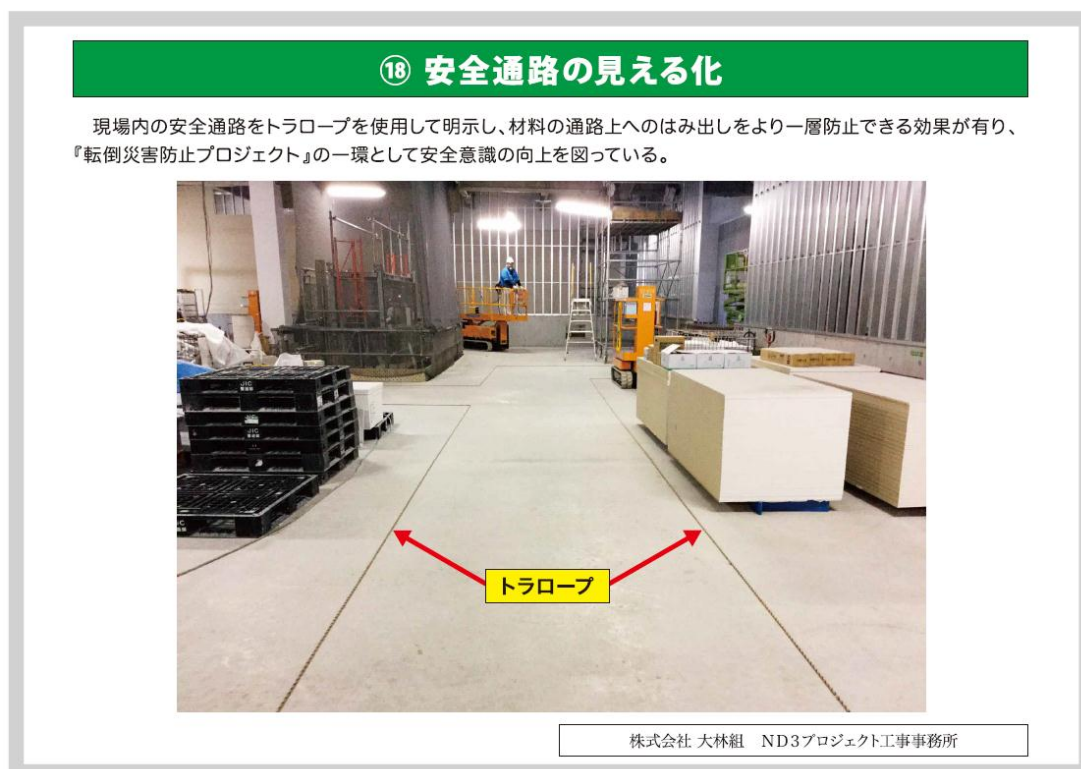 ⑱ 安全通路の見える化
現場内の安全通路をトラロープを使用して明示し、材料の通路上へのはみ出しをより一層防止できる効果が有り、
『転倒災害防止プロジェクト』の一環として安全意識の向上を図っている。
JIC
JIC
JIC
トラロープ
株式会社 大林組　ND3プロジェクト工事事務所